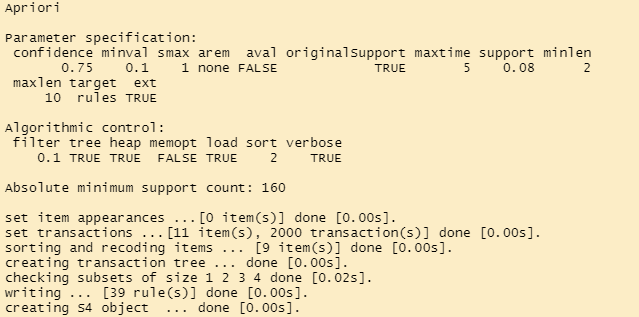 Apriori
Parameter specification:
confidence minval smax arem aval originalSupport maxtime support minlen
0.75 0.1 1 none FALSE TRUE 5 0.08 2
maxlen target ext
10 rules TRUE
Algorithmic control:
filter tree heap memopt load sort verbose
0.1 TRUE TRUE FALSE TRUE 2 TRUE
Absolute minimum support count: 160
set item appearances ...[0 item(s)] done [0.00s].
set transactions ...[11 item(s), 2000 transaction(s)] done [0.00s].
sorting and recoding items ... [9 item(s)] done [0.00s].
creating transaction tree ... done [0.00s].
checking subsets of size 1 2 3 4 done [0.02s].
writing ... [39 rule(s)] done [0.00s].
creating S4 object ... done [0.00s].